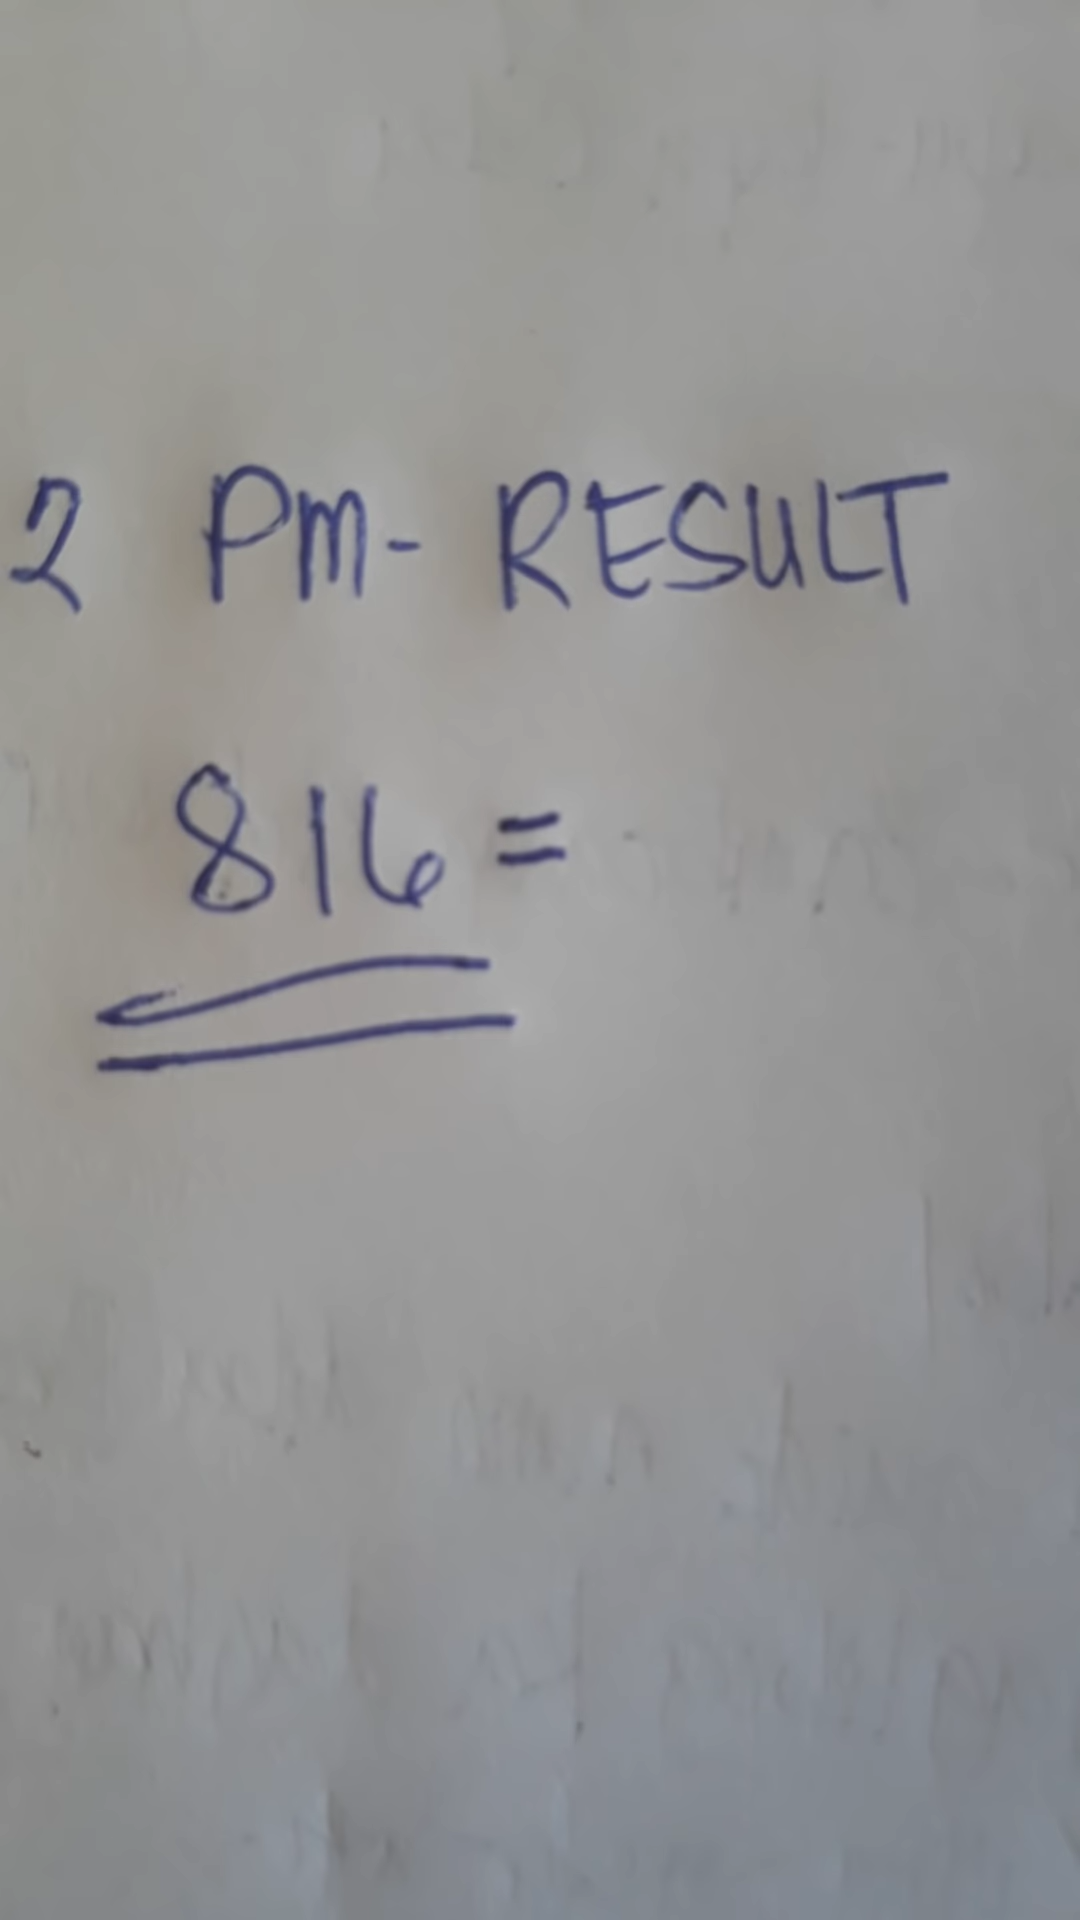 2 PM- RESULT
816 =